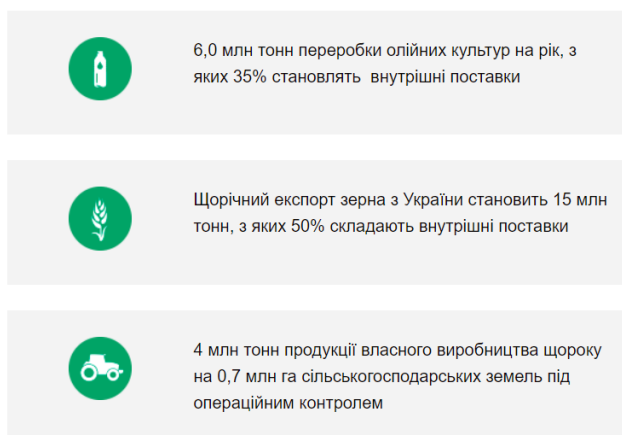 6,0 млн тонн переробки олійних культур на рік, з
яких 35% становлять  внутрішні поставки
Щорічний експорт зерна з України становить 15 млн
тонн, з яких 50% складають внутрішні поставки
4 млн тонн продукції власного виробництва щороку
на 0,7 млн га сільськогосподарських земель під
операційним контролем